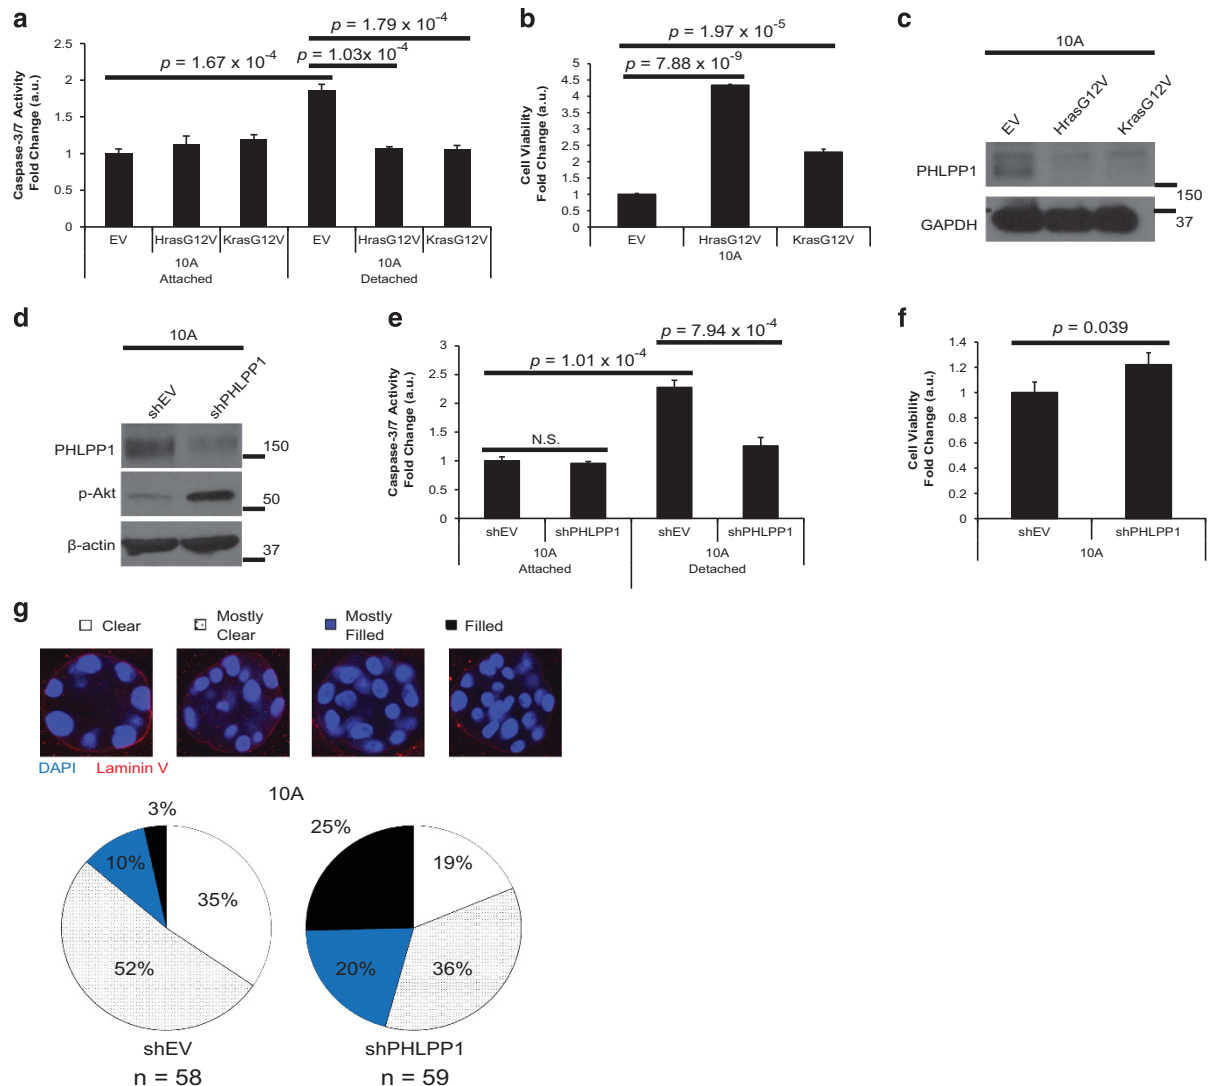 a
p = 1.79 x 10-4
p = 1.03x 10-4
p = 1.67 x 10-4
Caspase-3/7 Activity
Fold Change (a.u.)
2.5
2
1.5
1
0.5
0
EV HrasG12V KrasG12V EV HrasG12V KrasG12V
10A 10A
Attached Detached
b
p = 1.97 x 10-5
p = 7.88 x 10-9
Cell Viability
Fold Change (a.u.)
5
4.5
4
3.5
3
2.5
2
1.5
1
0.5
0
EV HrasG12V KrasG12V
10A
c
10A
EV HrasG12V KrasG12V
PHLPP1
150
GAPDH
37
d
10A
shEV shPHLPP1
PHLPP1
150
p-Akt
50
β-actin
37
e
p = 7.94 x 10-4
p = 1.01 x 10-4
N.S.
Caspase-3/7 Activity
Fold Change (a.u.)
3
2.5
2
1.5
1
0.5
0
shEV shPHLPP1 shEV shPHLPP1
10A 10A
Attached Detached
f
p = 0.039
Cell Viability
Fold Change (a.u.)
1.4
1.2
1
0.8
0.6
0.4
0.2
0
shEV shPHLPP1
10A
g
Clear
Mostly
Clear
Mostly
Filled
Filled
DAPI Laminin V
10A
3%
10%
35%
52%
shEV
n = 58
25%
19%
20%
36%
shPHLPP1
n = 59